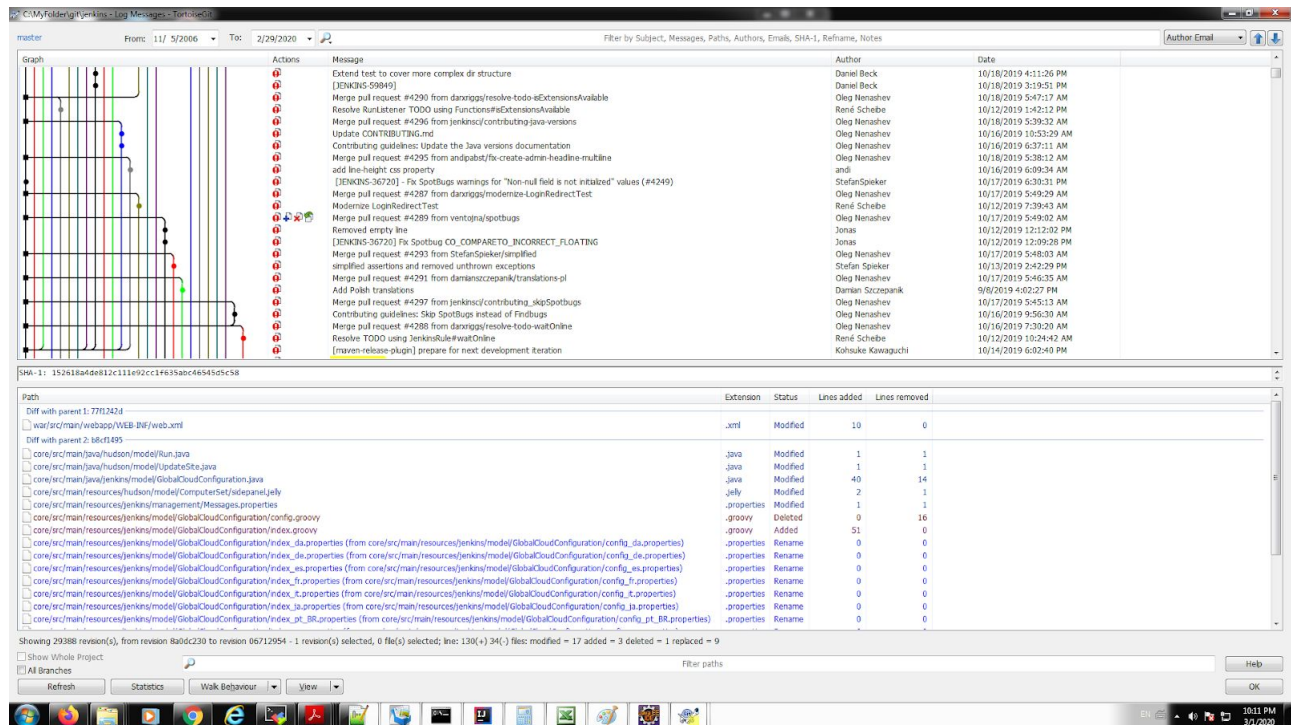 C:\MyFolder\git\jenkins - Log Messages - TortoiseGit
master From: 11/ 5/2006 To: 2/29/2020 Filter by Subject, Messages, Paths, Authors, Emails, SHA-1, Refname, Notes Author Email
Graph Actions Message Author Date
Extend test to cover more complex dir structure Daniel Beck 10/18/2019 4:11:26 PM
[JENKINS-59849] Daniel Beck 10/18/2019 3:19:51 PM
Merge pull request #4290 from darxriggs/resolve-todo-isExtensionsAvailable Oleg Nenashev 10/18/2019 5:47:17 AM
Resolve RunListener TODO using Functions#isExtensionsAvailable René Scheibe 10/12/2019 1:42:12 PM
Merge pull request #4296 from jenkinsci/contributing-java-versions Oleg Nenashev 10/18/2019 5:39:32 AM
Update CONTRIBUTING.md Oleg Nenashev 10/16/2019 10:53:29 AM
Contributing guidelines: Update the Java versions documentation Oleg Nenashev 10/16/2019 6:37:11 AM
Merge pull request #4295 from andipabst/fix-create-admin-headline-multiline Oleg Nenashev 10/18/2019 5:38:12 AM
add line-height css property andi 10/16/2019 6:09:34 AM
[JENKINS-36720] - Fix SpotBugs warnings for "Non-null field is not initialized" values (#4249) StefanSpieker 10/17/2019 6:30:31 PM
Merge pull request #4287 from darxriggs/modernize-LoginRedirectTest Oleg Nenashev 10/17/2019 5:49:29 AM
Modernize LoginRedirectTest René Scheibe 10/12/2019 7:39:43 AM
Merge pull request #4289 from ventojna/spotbugs Oleg Nenashev 10/17/2019 5:49:02 AM
Removed empty line Jonas 10/12/2019 12:12:02 PM
[JENKINS-36720] Fix Spotbug CO_COMPARETO_INCORRECT_FLOATING Jonas 10/12/2019 12:09:28 PM
Merge pull request #4293 from StefanSpieker/simplified Oleg Nenashev 10/17/2019 5:48:03 AM
simplified assertions and removed unthrown exceptions Stefan Spieker 10/13/2019 2:42:29 PM
Merge pull request #4291 from damianszczepanik/translations-pl Oleg Nenashev 10/17/2019 5:46:35 AM
Add Polish translations Damian Szczepanik 9/8/2019 4:02:27 PM
Merge pull request #4297 from jenkinsci/contributing_skipSpotbugs Oleg Nenashev 10/17/2019 5:45:13 AM
Contributing guidelines: Skip SpotBugs instead of Findbugs Oleg Nenashev 10/16/2019 9:56:30 AM
Merge pull request #4288 from darxriggs/resolve-todo-waitOnline Oleg Nenashev 10/16/2019 7:30:20 AM
Resolve TODO using JenkinsRule#waitOnline René Scheibe 10/12/2019 10:24:42 AM
[maven-release-plugin] prepare for next development iteration Kohsuke Kawaguchi 10/14/2019 6:02:40 PM
SHA-1: 152618a4de812c111e92cc1f635abc46545d5c58
Path Extension Status Lines added Lines removed
Diff with parent 1: 77f1242d
war/src/main/webapp/WEB-INF/web.xml .xml Modified 10 0
Diff with parent 2: b8cf1495
core/src/main/java/hudson/model/Run.java .java Modified 1 1
core/src/main/java/hudson/model/UpdateSite.java .java Modified 1 1
core/src/main/java/jenkins/model/GlobalCloudConfiguration.java .java Modified 40 14
core/src/main/resources/hudson/model/ComputerSet/sidepanel.jelly .jelly Modified 2 1
core/src/main/resources/jenkins/management/Messages.properties .properties Modified 1 1
core/src/main/resources/jenkins/model/GlobalCloudConfiguration/config.groovy .groovy Deleted 0 16
core/src/main/resources/jenkins/model/GlobalCloudConfiguration/index.groovy .groovy Added 51 0
core/src/main/resources/jenkins/model/GlobalCloudConfiguration/index_da.properties (from core/src/main/resources/jenkins/model/GlobalCloudConfiguration/config_da.properties) .properties Rename 0 0
core/src/main/resources/jenkins/model/GlobalCloudConfiguration/index_de.properties (from core/src/main/resources/jenkins/model/GlobalCloudConfiguration/config_de.properties) .properties Rename 0 0
core/src/main/resources/jenkins/model/GlobalCloudConfiguration/index_es.properties (from core/src/main/resources/jenkins/model/GlobalCloudConfiguration/config_es.properties) .properties Rename 0 0
core/src/main/resources/jenkins/model/GlobalCloudConfiguration/index_fr.properties (from core/src/main/resources/jenkins/model/GlobalCloudConfiguration/config_fr.properties) .properties Rename 0 0
core/src/main/resources/jenkins/model/GlobalCloudConfiguration/index_it.properties (from core/src/main/resources/jenkins/model/GlobalCloudConfiguration/config_it.properties) .properties Rename 0 0
core/src/main/resources/jenkins/model/GlobalCloudConfiguration/index_ja.properties (from core/src/main/resources/jenkins/model/GlobalCloudConfiguration/config_ja.properties) .properties Rename 0 0
core/src/main/resources/jenkins/model/GlobalCloudConfiguration/index_pt_BR.properties (from core/src/main/resources/jenkins/model/GlobalCloudConfiguration/config_pt_BR.properties) .properties Rename 0 0
Showing 29388 revision(s), from revision 8a0dc230 to revision 06712954 - 1 revision(s) selected, 0 file(s) selected; line: 130(+) 34(-) files: modified = 17 added = 3 deleted = 1 replaced = 9
Show Whole Project
All Branches Filter paths Help
Refresh Statistics Walk Behaviour View OK
EN 10:11 PM
3/1/2020